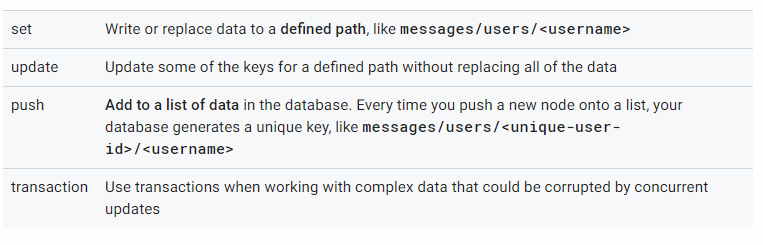 set Write or replace data to a defined path, like messages/users/<username>
update Update some of the keys for a defined path without replacing all of the data
push Add to a list of data in the database. Every time you push a new node onto a list, your
database generates a unique key, like messages/users/<unique-user-
id>/<username>
transaction Use transactions when working with complex data that could be corrupted by concurrent
updates